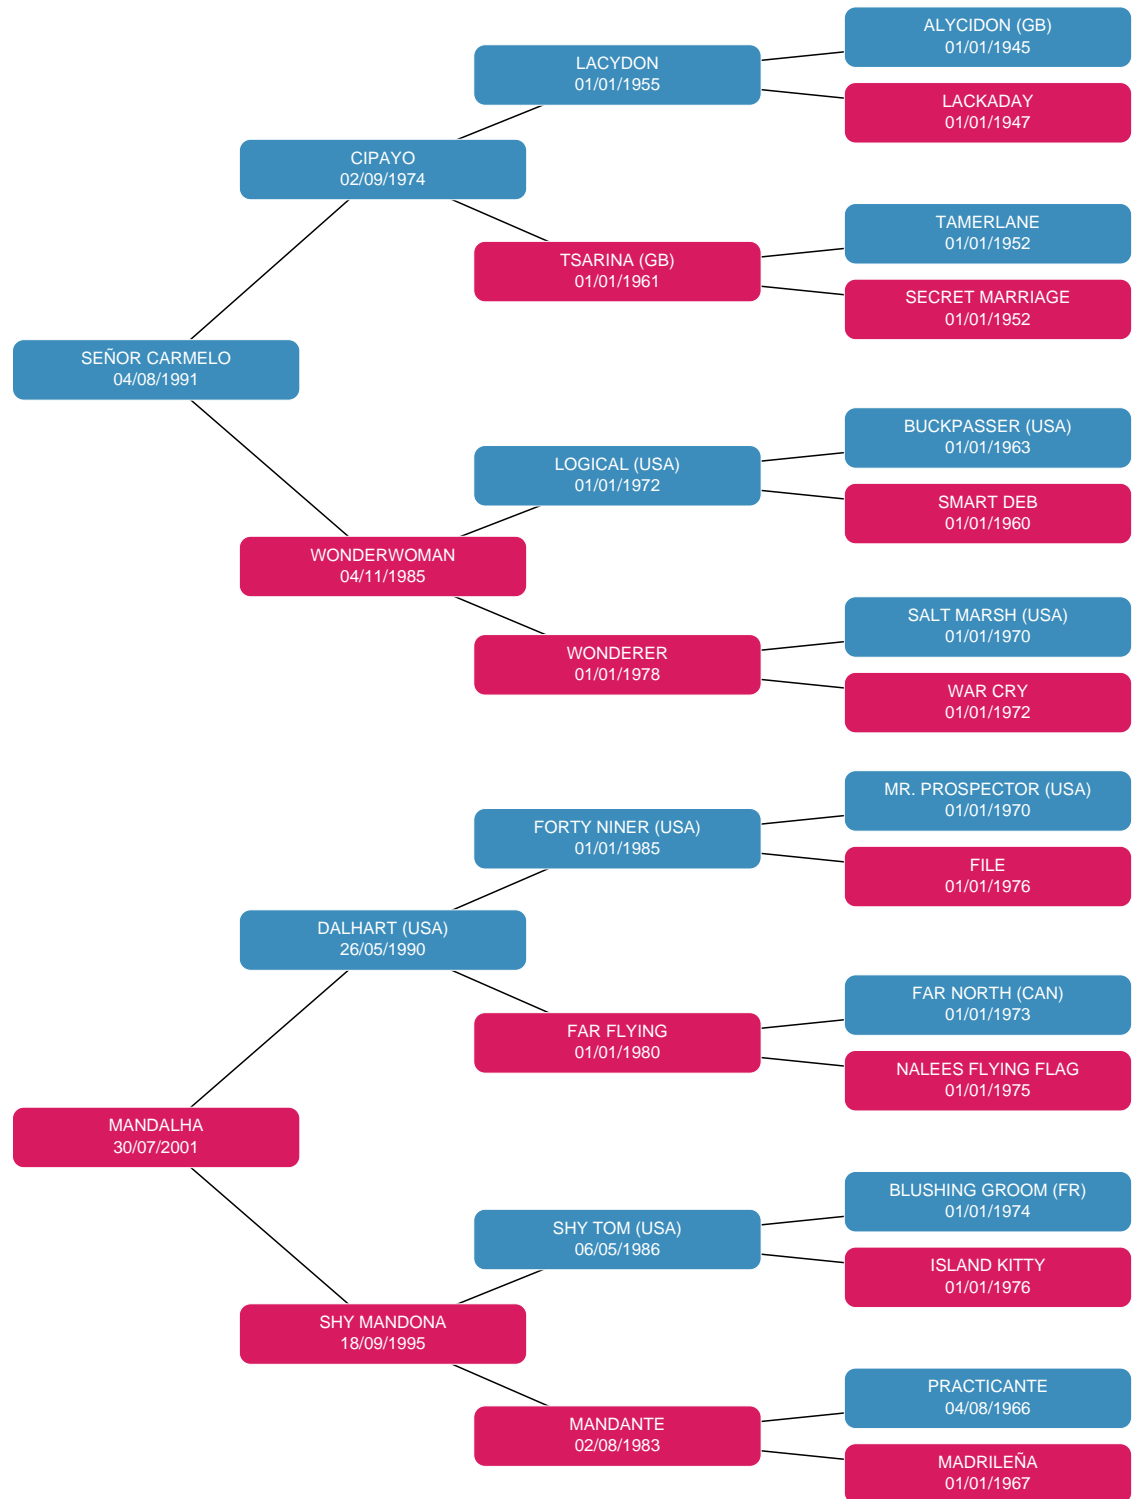 ALYCIDON (GB)
01/01/1945
LACYDON
01/01/1955
LACKADAY
01/01/1947
CIPAYO
02/09/1974
TAMERLANE
01/01/1952
TSARINA (GB)
01/01/1961
SECRET MARRIAGE
01/01/1952
SEÑOR CARMELO
04/08/1991
BUCKPASSER (USA)
01/01/1963
LOGICAL (USA)
01/01/1972
SMART DEB
01/01/1960
WONDERWOMAN
04/11/1985
SALT MARSH (USA)
01/01/1970
WONDERER
01/01/1978
WAR CRY
01/01/1972
MR. PROSPECTOR (USA)
01/01/1970
FORTY NINER (USA)
01/01/1985
FILE
01/01/1976
DALHART (USA)
26/05/1990
FAR NORTH (CAN)
01/01/1973
FAR FLYING
01/01/1980
NALEES FLYING FLAG
01/01/1975
MANDALHA
30/07/2001
BLUSHING GROOM (FR)
01/01/1974
SHY TOM (USA)
06/05/1986
ISLAND KITTY
01/01/1976
SHY MANDONA
18/09/1995
PRACTICANTE
04/08/1966
MANDANTE
02/08/1983
MADRILEÑA
01/01/1967